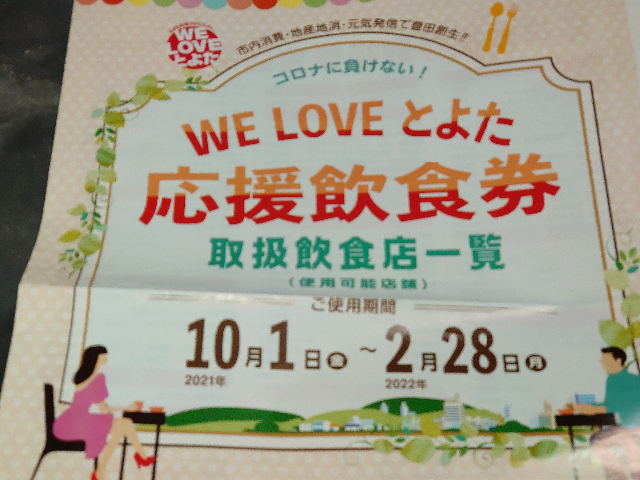 WE
LOVE
とよた
市内消費・地産地消・元気発信で豊田創生!!
コロナに負けない!
WE LOVE とよた
応援飲食券
取扱飲食店一覧
(使用可能店舗)
ご使用期間
10月1日金~2月28日月
2021年 2022年